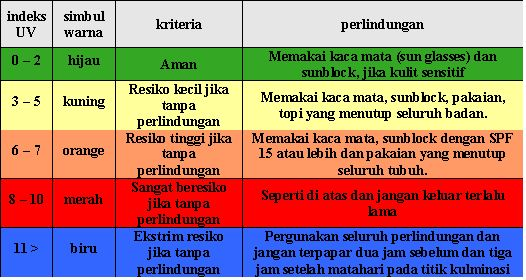 indeks UV simbul warna kriteria perlindungan
0 – 2 hijau Aman Memakai kaca mata (sun glasses) dan sunblock, jika kulit sensitif
3 – 5 kuning Resiko kecil jika tanpa perlindungan Memakai kaca mata, sunblock, pakaian, topi yang menutup seluruh badan.
6 – 7 orange Resiko tinggi jika tanpa perlindungan Memakai kaca mata, sunblock dengan SPF 15 atau lebih dan pakaian yang menutup seluruh tubuh.
8 – 10 merah Sangat beresiko jika tanpa perlindungan Seperti di atas dan jangan keluar terlalu lama
11 > biru Ekstrim resiko jika tanpa perlindungan Pergunakan seluruh perlindungan dan jangan terpapar dua jam sebelum dan tiga jam setelah matahari pada titik kulminasi